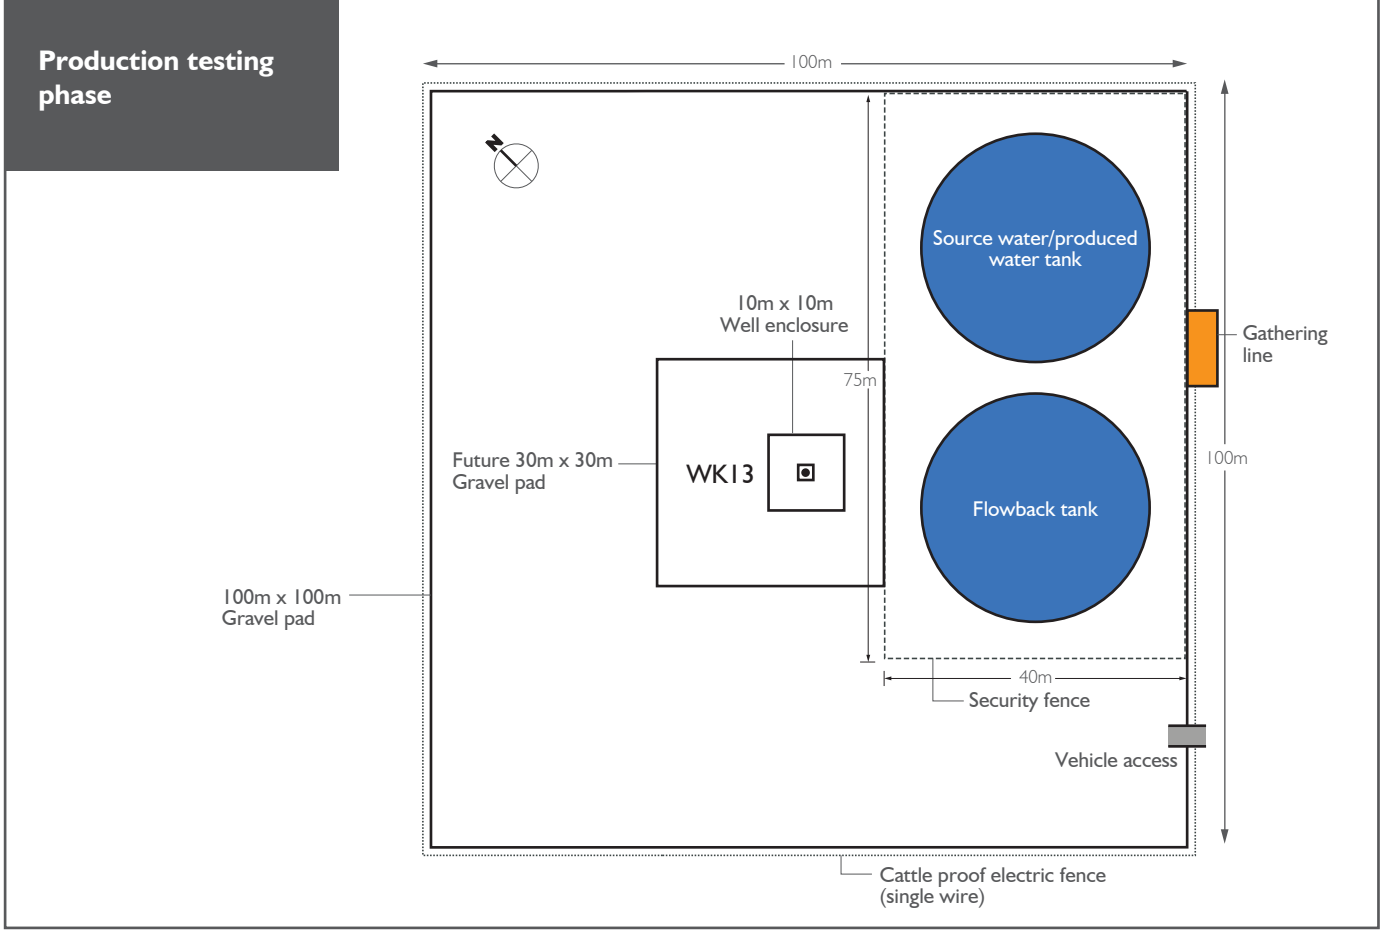 Production testing
phase
100m
N
Source water/produced
water tank
10m x 10m
Well enclosure
Gathering
line
75m
Future 30m x 30m
Gravel pad
WK13
100m
Flowback tank
100m x 100m
Gravel pad
40m
Security fence
Vehicle access
Cattle proof electric fence
(single wire)